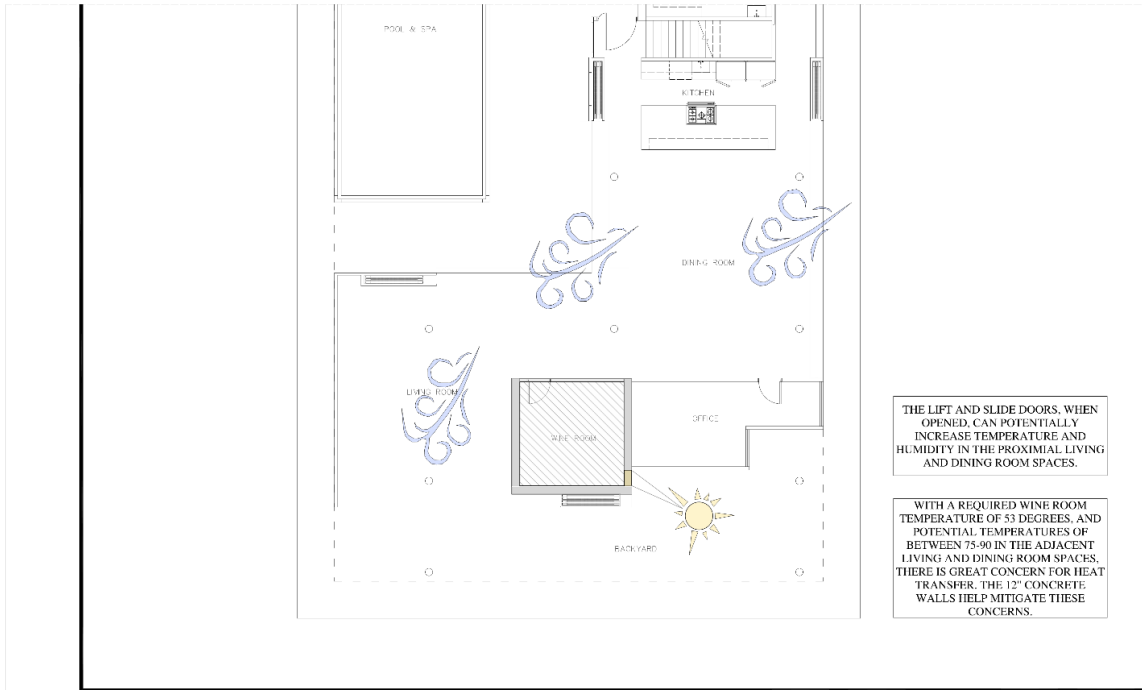 POOL & SPA
KITCHEN
DINING ROOM
LIVING ROOM
WINE ROOM
OFFICE
BACKYARD
THE LIFT AND SLIDE DOORS, WHEN
OPENED, CAN POTENTIALLY
INCREASE TEMPERATURE AND
HUMIDITY IN THE PROXIMIAL LIVING
AND DINING ROOM SPACES.
WITH A REQUIRED WINE ROOM
TEMPERATURE OF 53 DEGREES, AND
POTENTIAL TEMPERATURES OF
BETWEEN 75-90 IN THE ADJACENT
LIVING AND DINING ROOM SPACES,
THERE IS GREAT CONCERN FOR HEAT
TRANSFER. THE 12" CONCRETE
WALLS HELP MITIGATE THESE
CONCERNS.